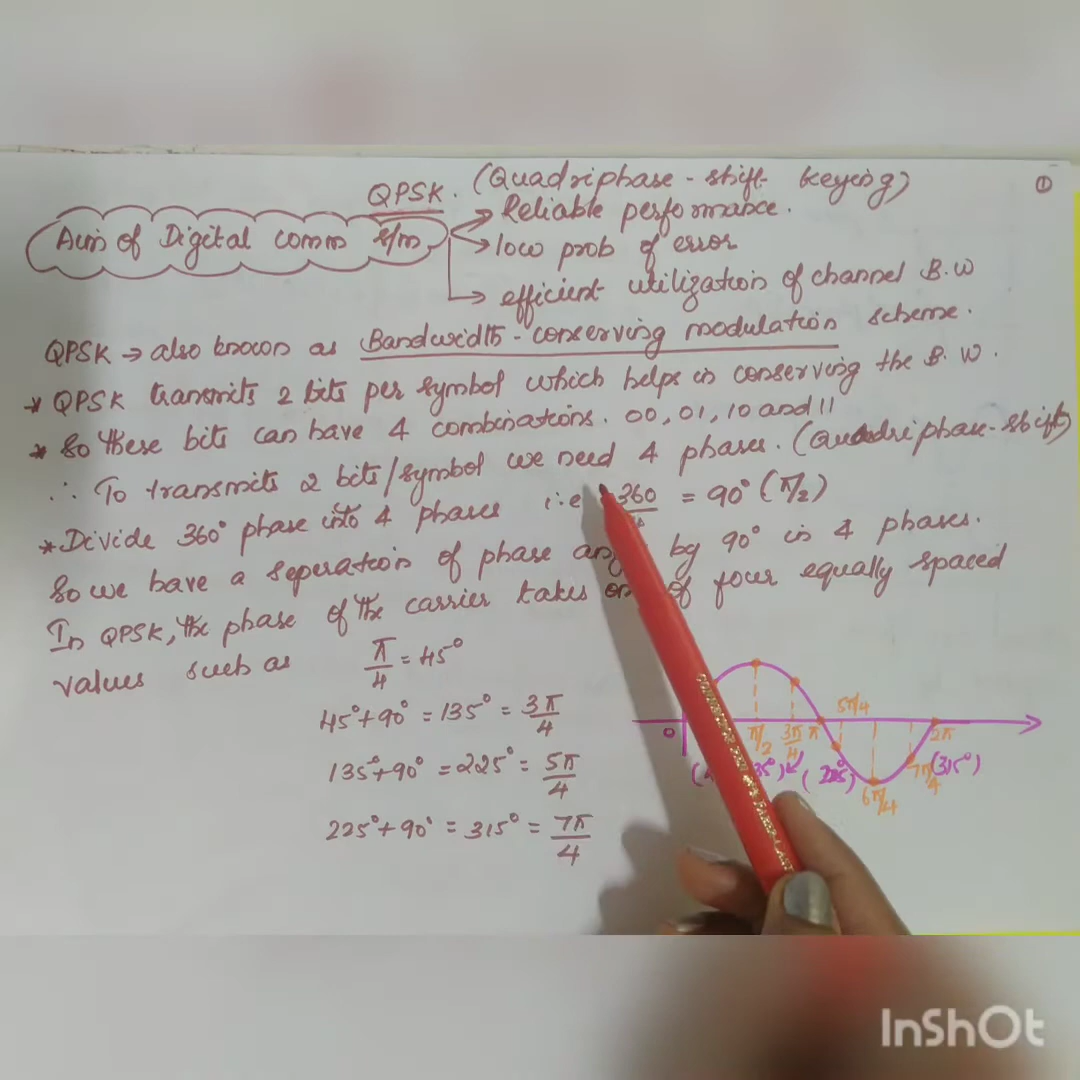 QPSK. (Quadriphase-shift keying)
①
Aim of Digital comm s/m
→ Reliable performance.
→ low prob of error
→ efficient utilization of channel B.W
QPSK → also known as Bandwidth-conserving modulation scheme.
* QPSK transmits 2 bits per symbol which helps in conserving the B.W.
* So these bits can have 4 combinations. 00, 01, 10 and 11
∴ To transmits 2 bits/symbol we need 4 phases. (Quadriphase-shift)
* Divide 360° phase into 4 phases i.e 360/4 = 90° (π/2)
So we have a seperation of phase by 90° in 4 phases.
In QPSK, the phase of the carrier takes of four equally spaced
values such as π/4 = 45°
45°+90° = 135° = 3π/4
135°+90° = 225° = 5π/4
225°+90° = 315° = 7π/4
0 π/2 3π/4 π 5π/4 2π
(225°) 6π/4 7π/4 (315°)
InShOt